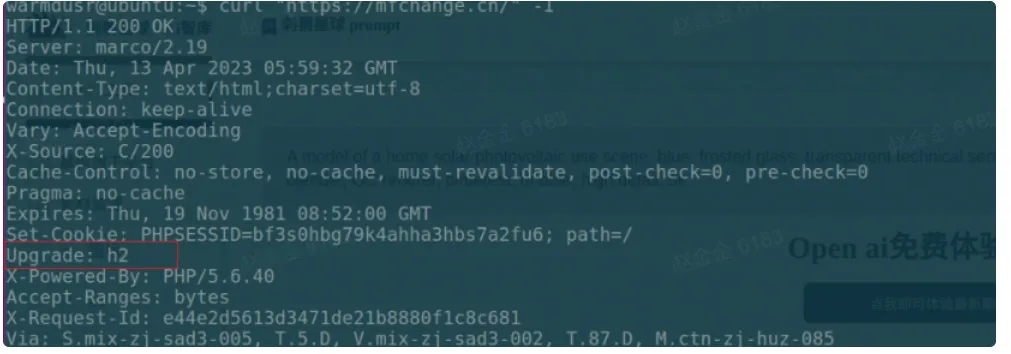 warmdusr@ubuntu:~$ curl "https://mfchange.cn/" -I
HTTP/1.1 200 OK
Server: marco/2.19
Date: Thu, 13 Apr 2023 05:59:32 GMT
Content-Type: text/html;charset=utf-8
Connection: keep-alive
Vary: Accept-Encoding
X-Source: C/200
Cache-Control: no-store, no-cache, must-revalidate, post-check=0, pre-check=0
Pragma: no-cache
Expires: Thu, 19 Nov 1981 08:52:00 GMT
Set-Cookie: PHPSESSID=bf3s0hbg79k4ahha3hbs7a2fu6; path=/
Upgrade: h2
X-Powered-By: PHP/5.6.40
Accept-Ranges: bytes
X-Request-Id: e44e2d5613d3471de21b8880f1c8c681
Via: S.mix-zj-sad3-005, T.5.D, V.mix-zj-sad3-002, T.87.D, M.ctn-zj-huz-085
智库
prompt
A model of a home solar photovoltaic use scene, blue, frosted glass, transparent technical
Open ai免费体验
6183
6183